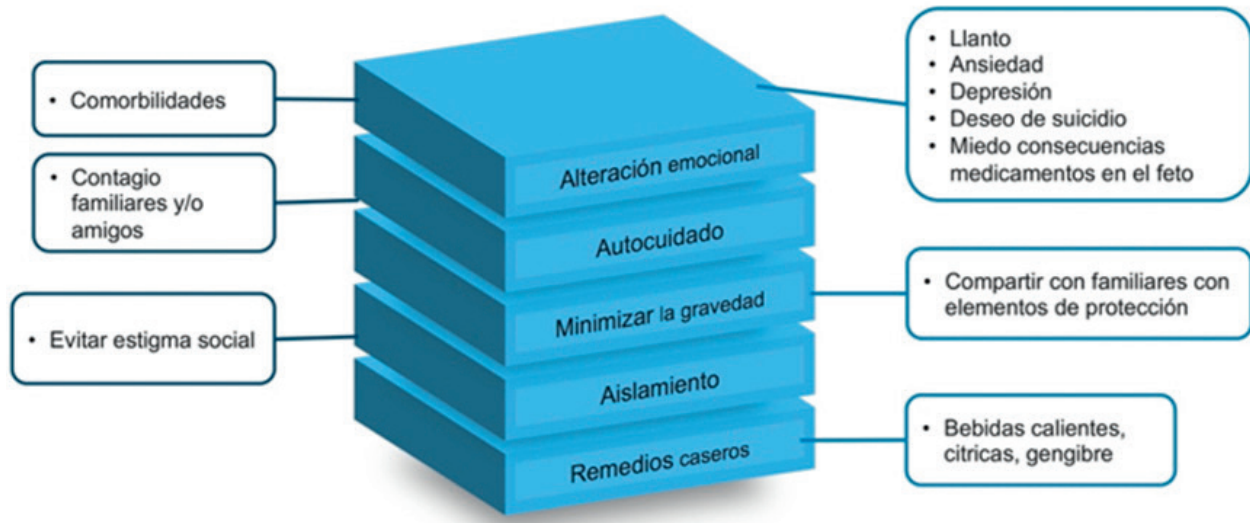 • Comorbilidades
• Contagio
familiares y/o
amigos
• Evitar estigma social
Alteración emocional
Autocuidado
Minimizar la gravedad
Aislamiento
Remedios caseros
• Llanto
• Ansiedad
• Depresión
• Deseo de suicidio
• Miedo consecuencias
medicamentos en el feto
• Compartir con familiares con
elementos de protección
• Bebidas calientes,
citricas, gengibre